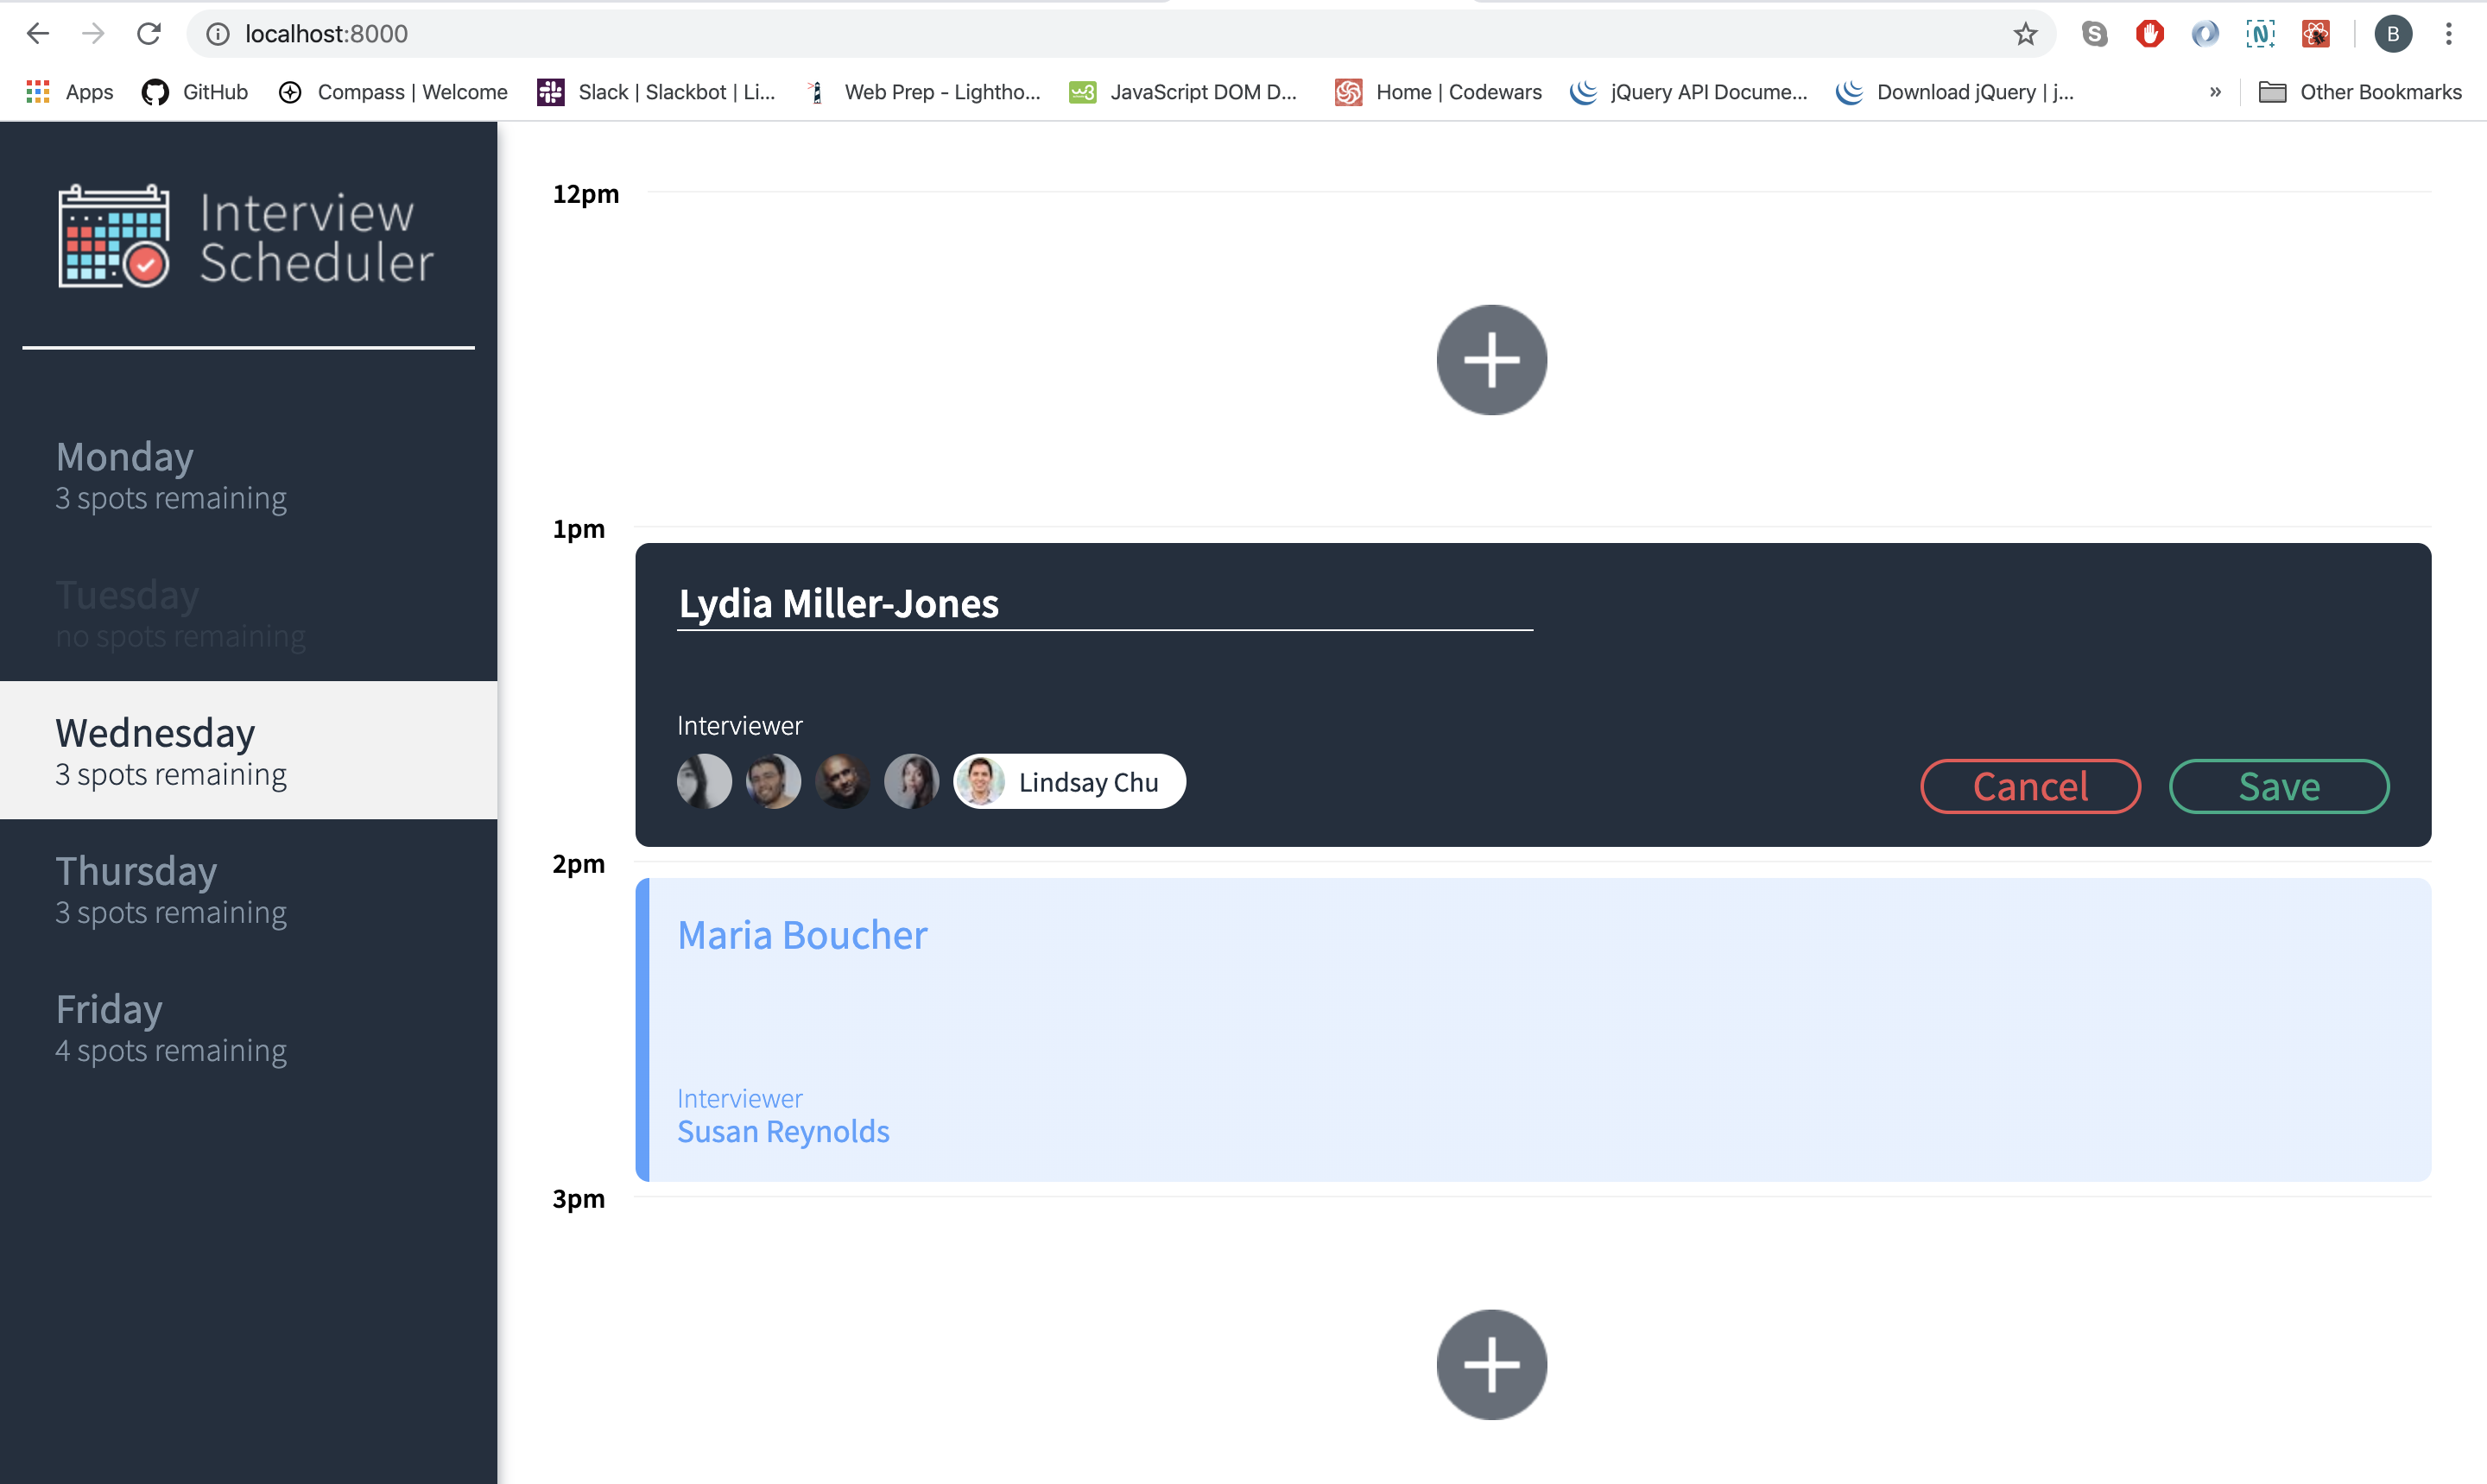 localhost:8000
S
N
B
Apps
GitHub
Compass | Welcome
Slack | Slackbot | Li...
Web Prep - Lightho...
w3
JavaScript DOM D...
Home | Codewars
jQuery API Docume...
Download jQuery | j...
»
Other Bookmarks
Interview
Scheduler
Monday
3 spots remaining
Tuesday
no spots remaining
Wednesday
3 spots remaining
Thursday
3 spots remaining
Friday
4 spots remaining
12pm
1pm
Lydia Miller-Jones
Interviewer
Lindsay Chu
Cancel
Save
2pm
Maria Boucher
Interviewer
Susan Reynolds
3pm